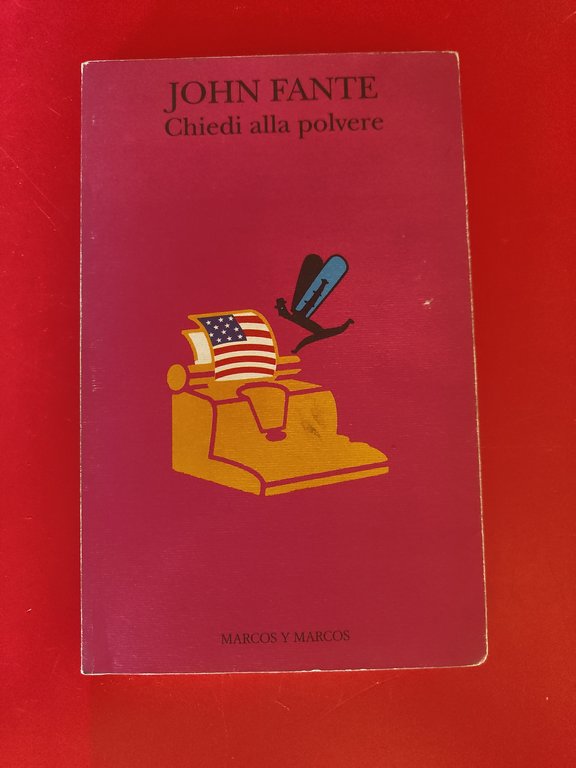 JOHN FANTE
Chiedi alla polvere
MARCOS Y MARCOS